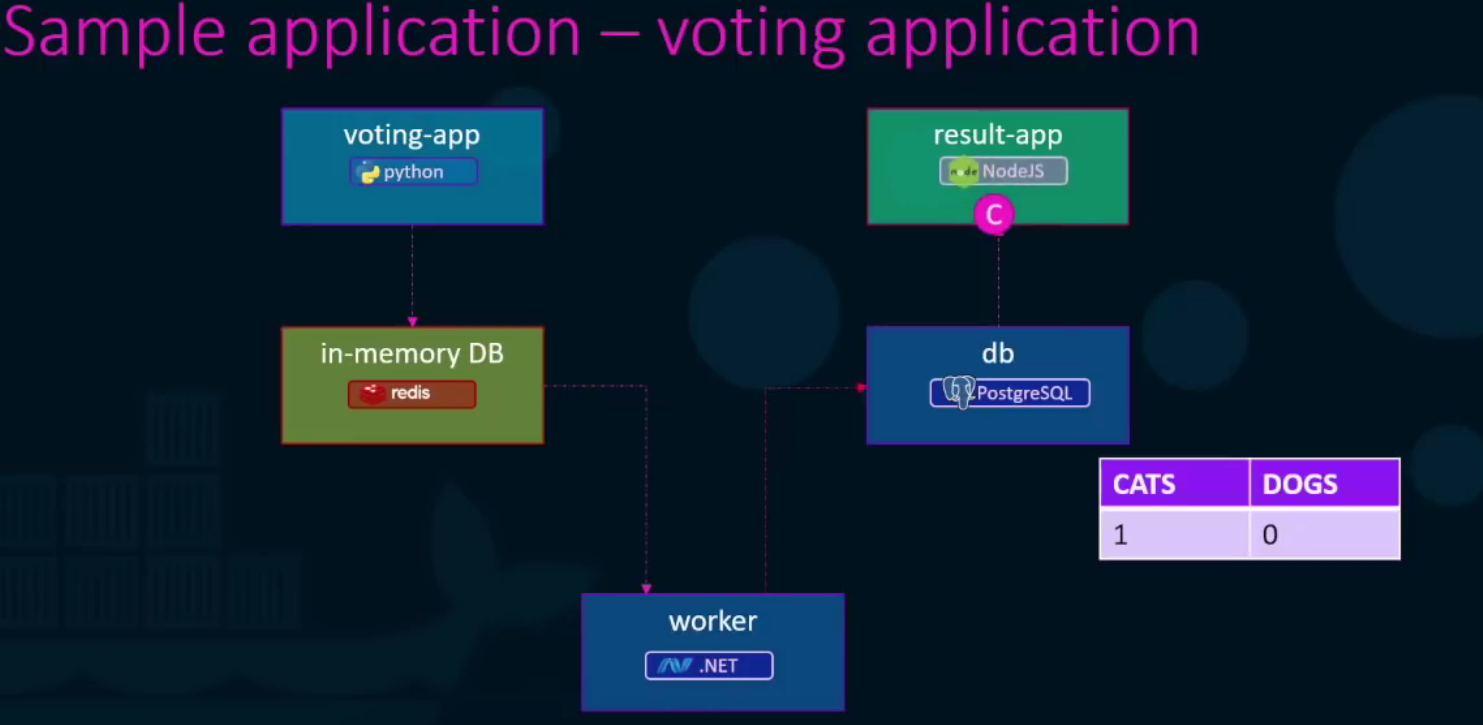 Sample application – voting application
voting-app
python
result-app
node NodeJS
C
in-memory DB
redis
db
PostgreSQL
CATS DOGS
1 0
worker
.NET